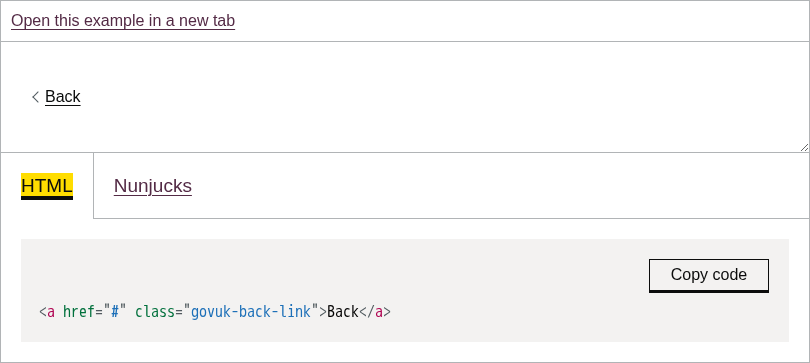 Open this example in a new tab
Back
HTML
Nunjucks
Copy code
<a href="#" class="govuk-back-link">Back</a>